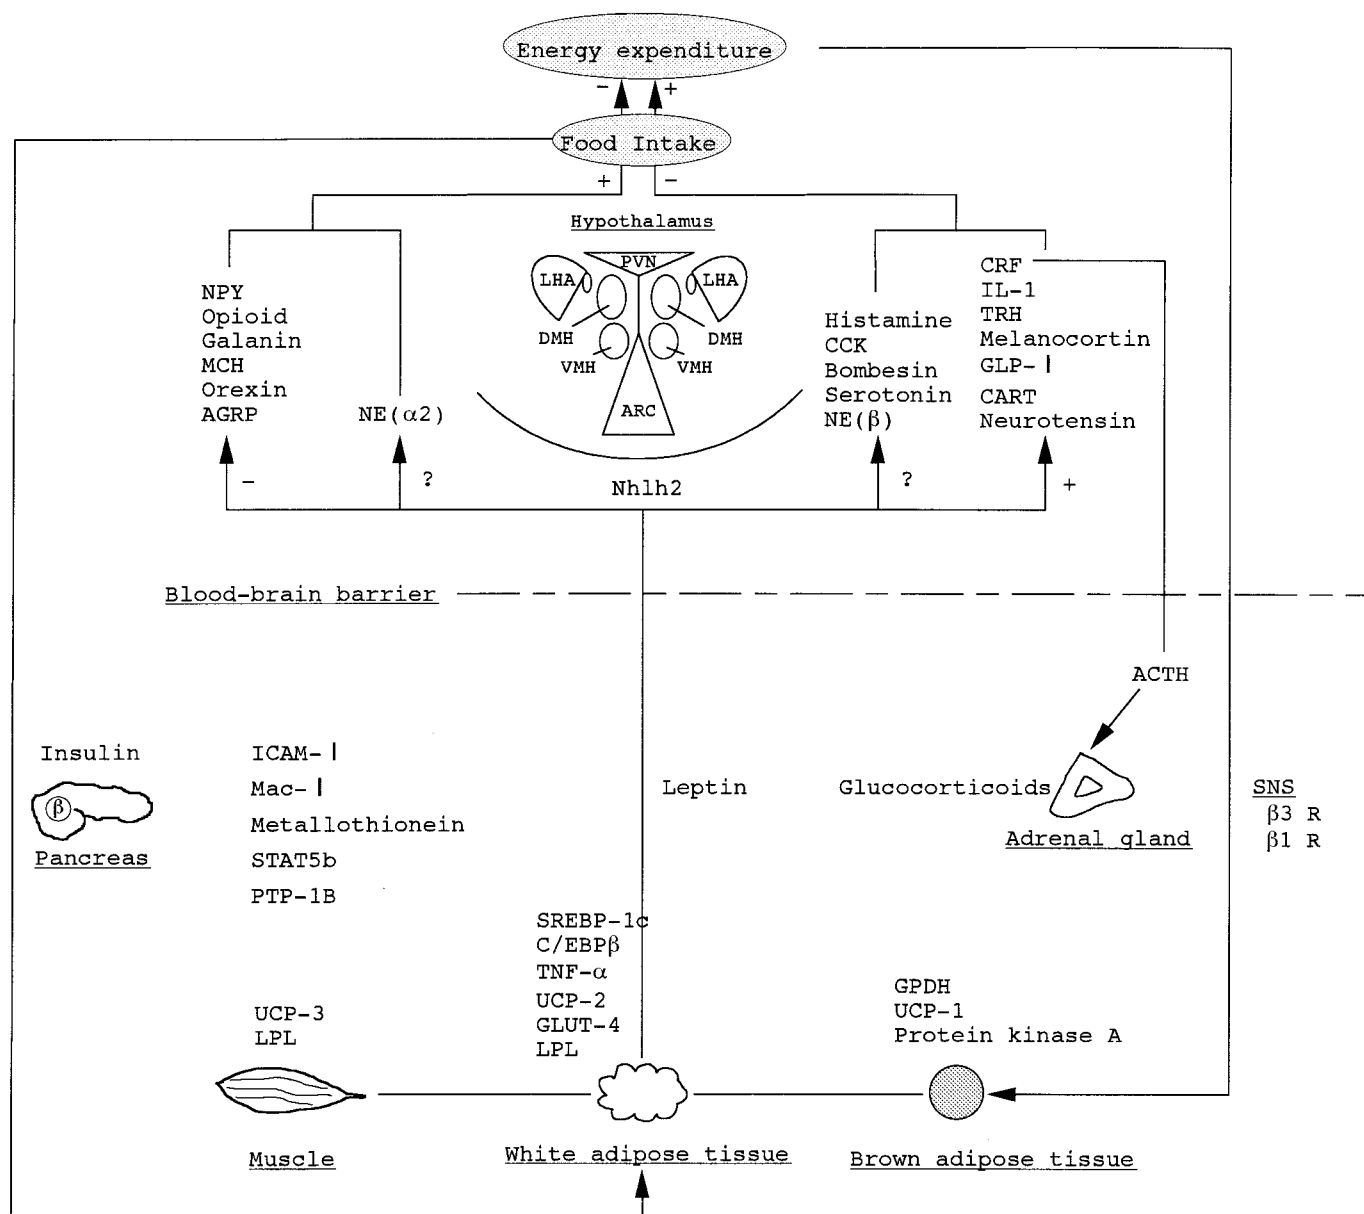 Energy expenditure
- +
Food Intake
+ -
Hypothalamus
PVN
LHA LHA
DMH DMH
VMH VMH
ARC
NPY
Opioid
Galanin
MCH
Orexin
AGRP
NE(α2)
Histamine
CCK
Bombesin
Serotonin
NE(β)
CRF
IL-1
TRH
Melanocortin
GLP-I
CART
Neurotensin
- ? ? +
Nhlh2
Blood-brain barrier
ACTH
Insulin
β
Pancreas
ICAM-I
Mac-I
Metallothionein
STAT5b
PTP-1B
Leptin
Glucocorticoids
Adrenal gland
SNS
β3 R
β1 R
SREBP-1c
C/EBPβ
TNF-α
UCP-2
GLUT-4
LPL
UCP-3
LPL
GPDH
UCP-1
Protein kinase A
Muscle
White adipose tissue
Brown adipose tissue